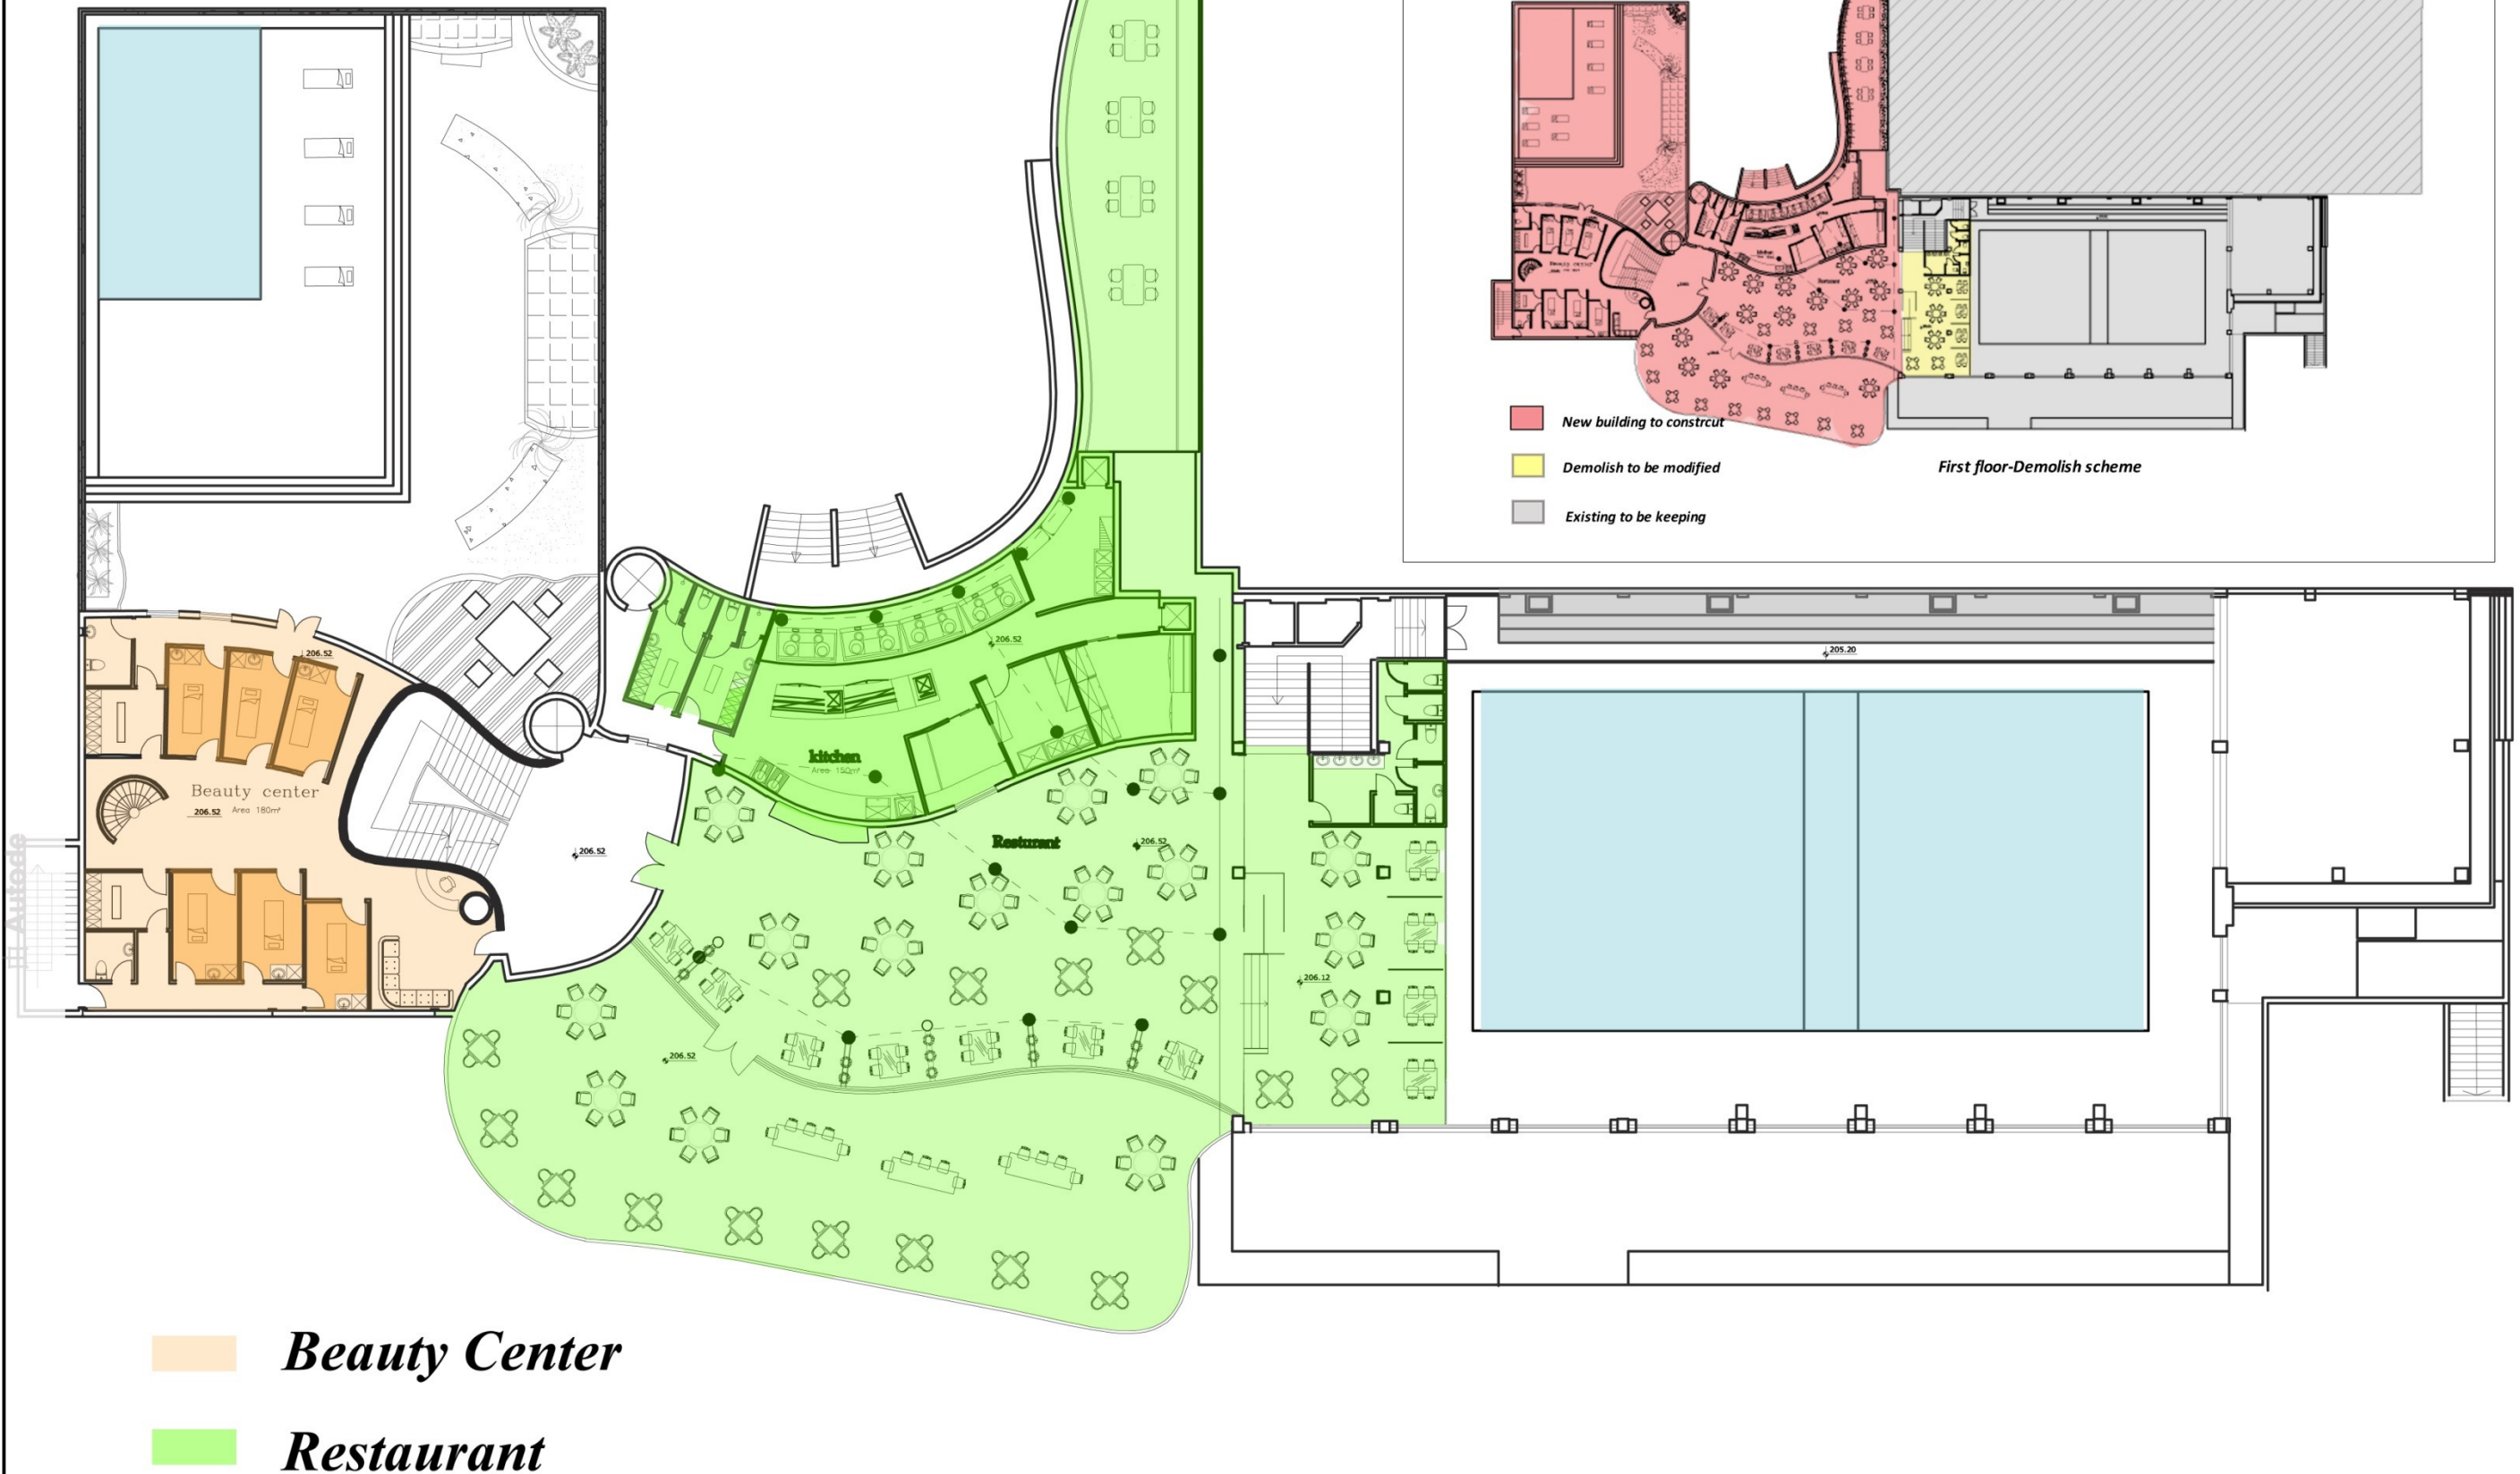 New building to constrcut
Demolish to be modified
First floor-Demolish scheme
Existing to be keeping
206.52
205.20
206.52
kitchen
Area 150m²
Beauty center
206.52 Area 180m²
Resturant
206.52
206.52
206.12
206.52
Beauty Center
Restaurant